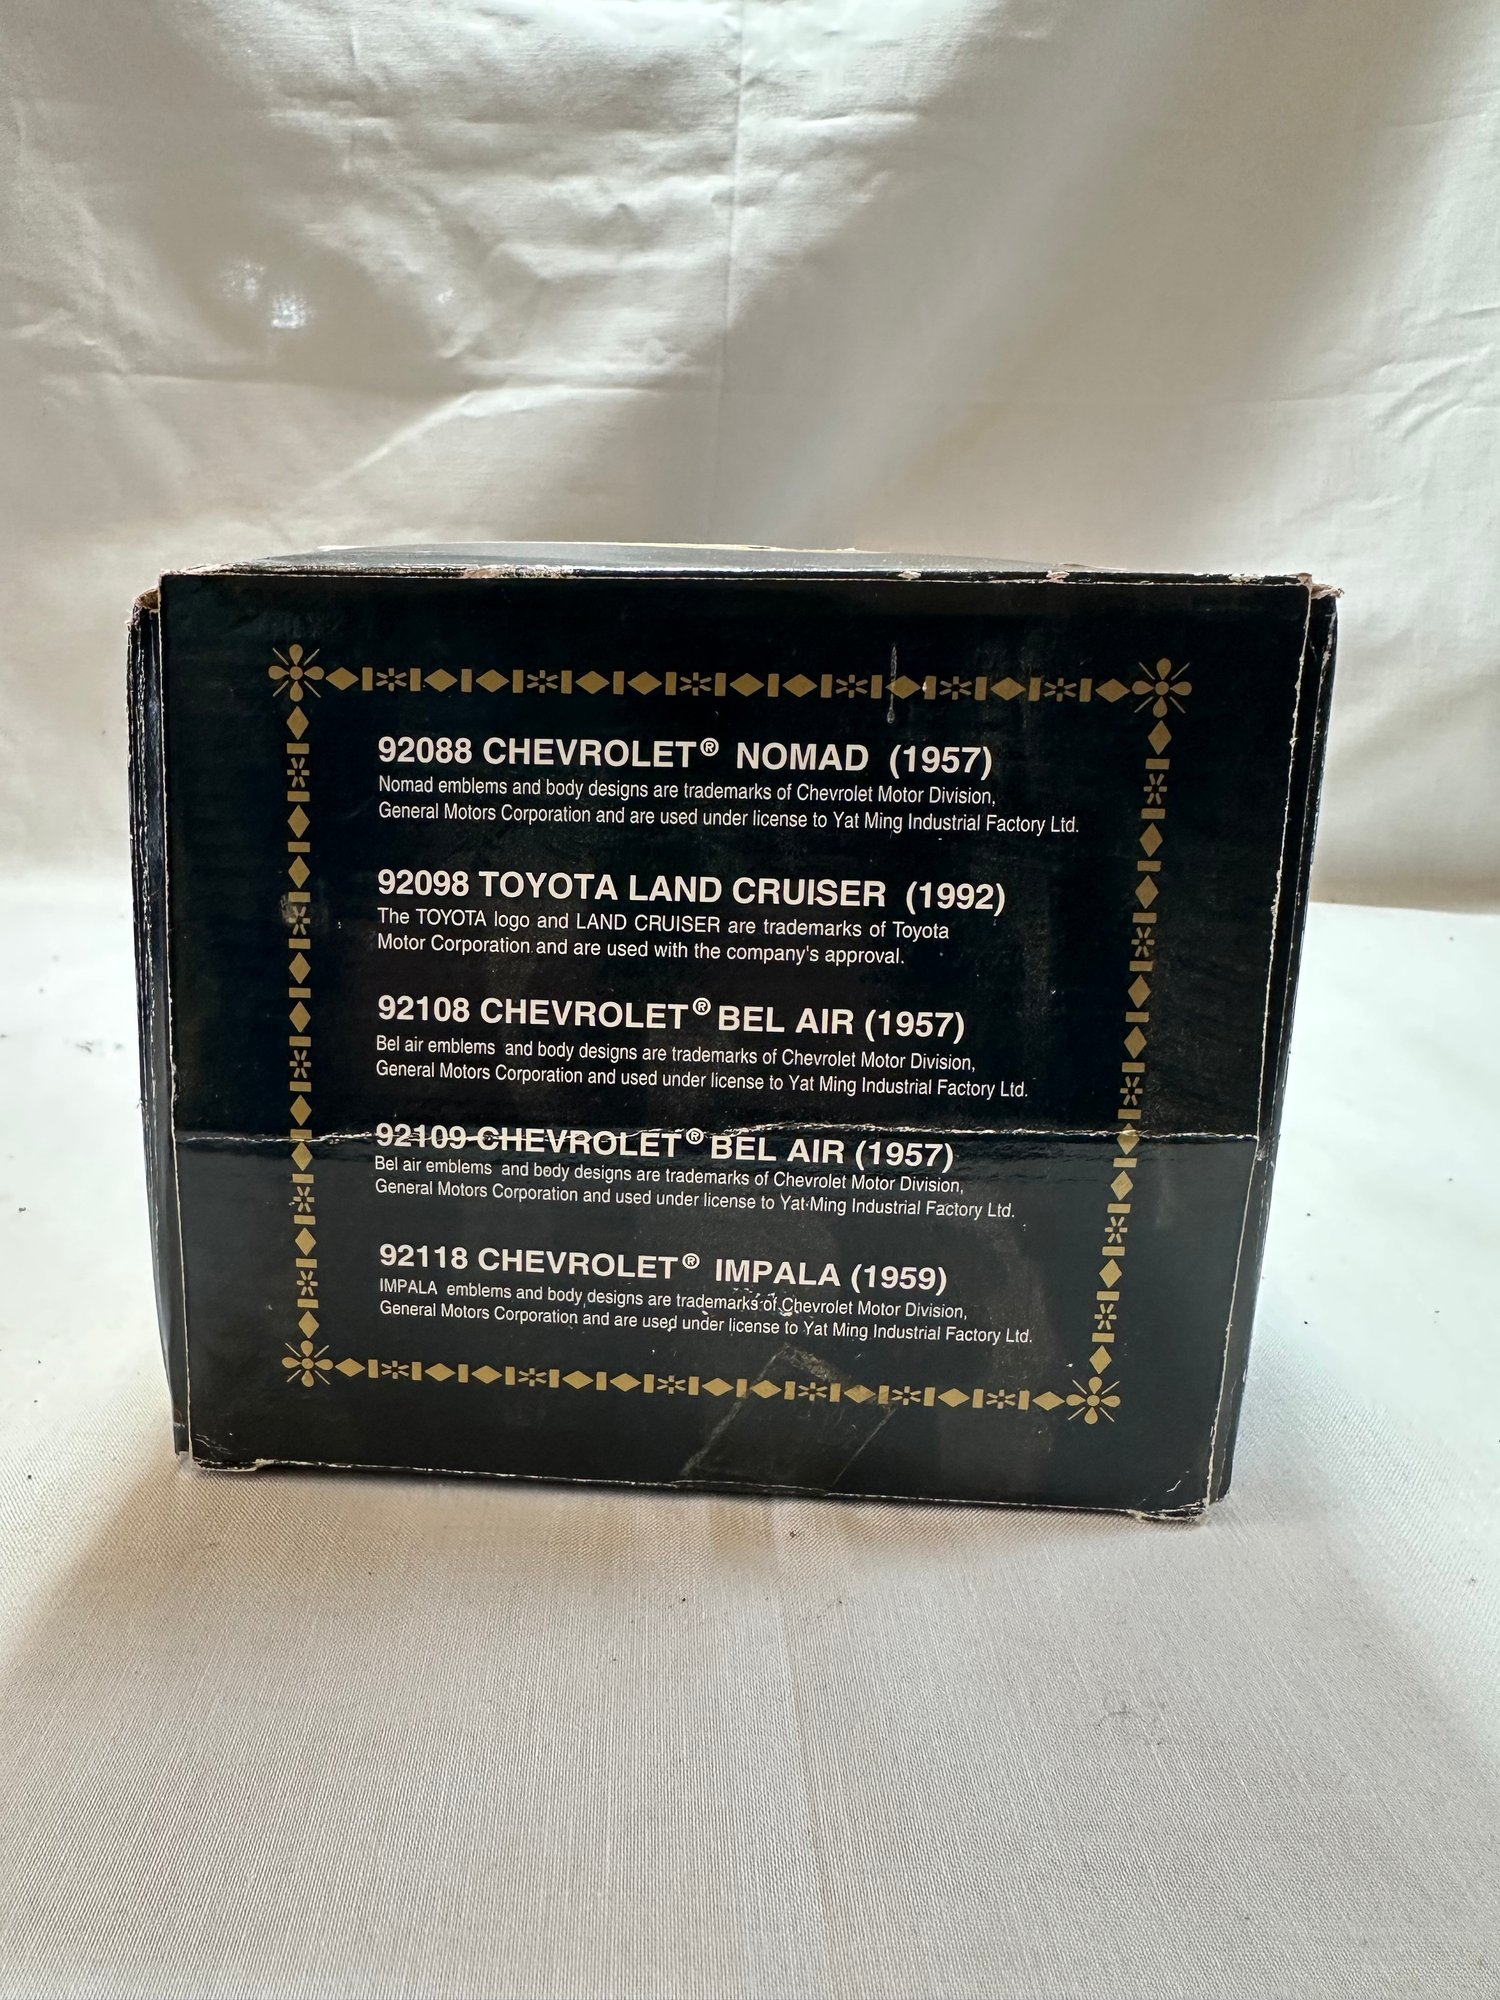 92088 CHEVROLET® NOMAD (1957)
Nomad emblems and body designs are trademarks of Chevrolet Motor Division,
General Motors Corporation and are used under license to Yat Ming Industrial Factory Ltd.
92098 TOYOTA LAND CRUISER (1992)
The TOYOTA logo and LAND CRUISER are trademarks of Toyota
Motor Corporation and are used with the company's approval.
92108 CHEVROLET® BEL AIR (1957)
Bel air emblems and body designs are trademarks of Chevrolet Motor Division,
General Motors Corporation and used under license to Yat Ming Industrial Factory Ltd.
92109 CHEVROLET® BEL AIR (1957)
Bel air emblems and body designs are trademarks of Chevrolet Motor Division,
General Motors Corporation and used under license to Yat Ming Industrial Factory Ltd.
92118 CHEVROLET® IMPALA (1959)
IMPALA emblems and body designs are trademarks of Chevrolet Motor Division,
General Motors Corporation and are used under license to Yat Ming Industrial Factory Ltd.